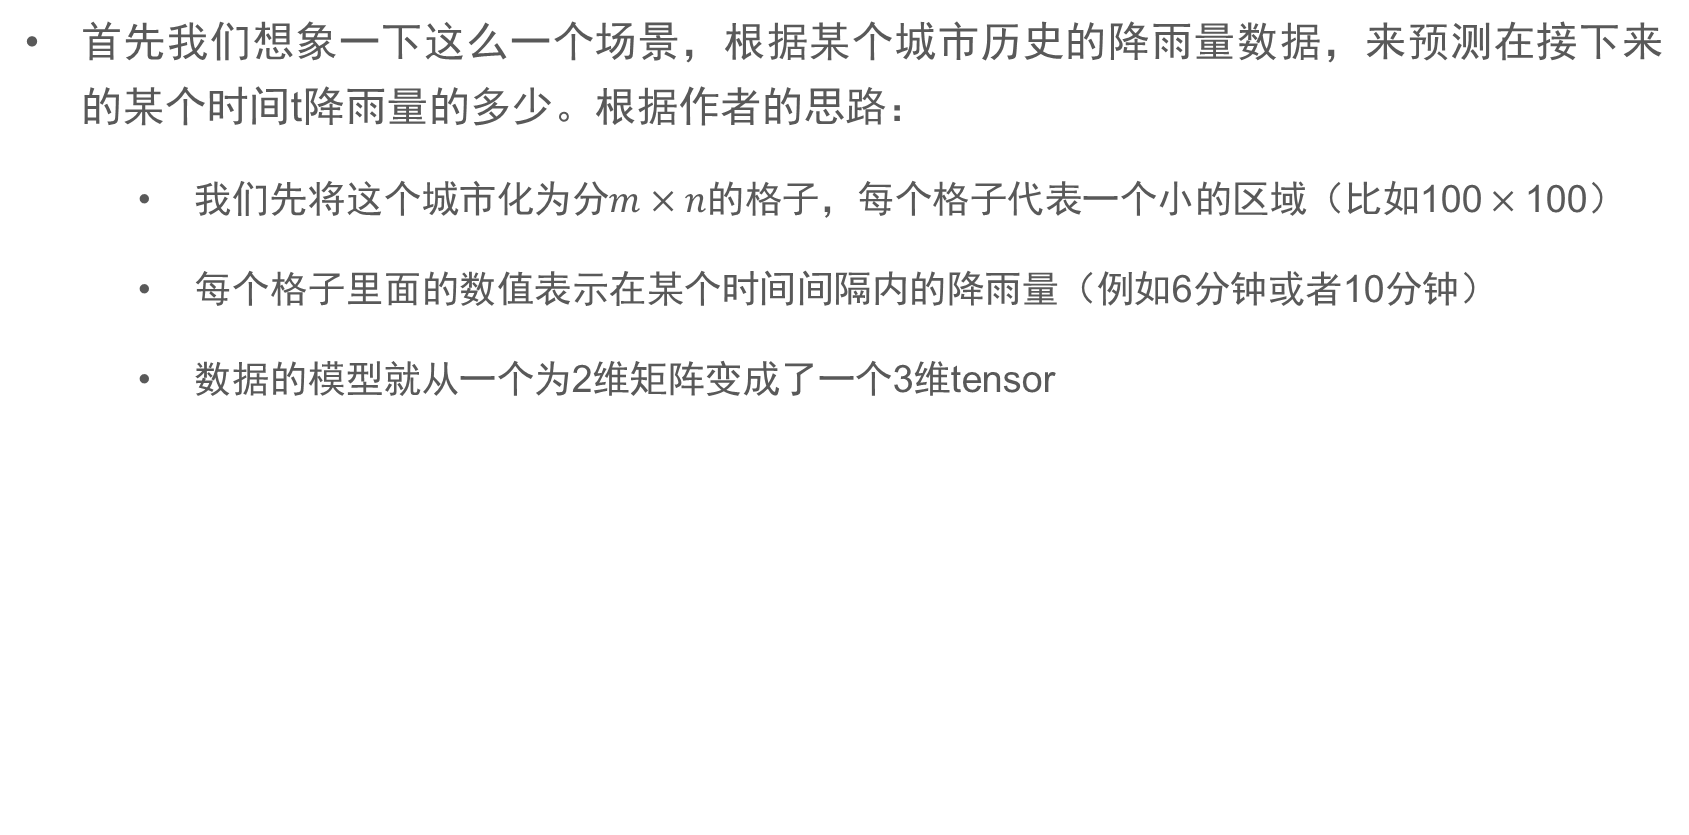 • 首先我们想象一下这么一个场景，根据某个城市历史的降雨量数据，来预测在接下来
的某个时间t降雨量的多少。根据作者的思路：
• 我们先将这个城市化为分m × n的格子，每个格子代表一个小的区域（比如100 × 100）
• 每个格子里面的数值表示在某个时间间隔内的降雨量（例如6分钟或者10分钟）
• 数据的模型就从一个为2维矩阵变成了一个3维tensor